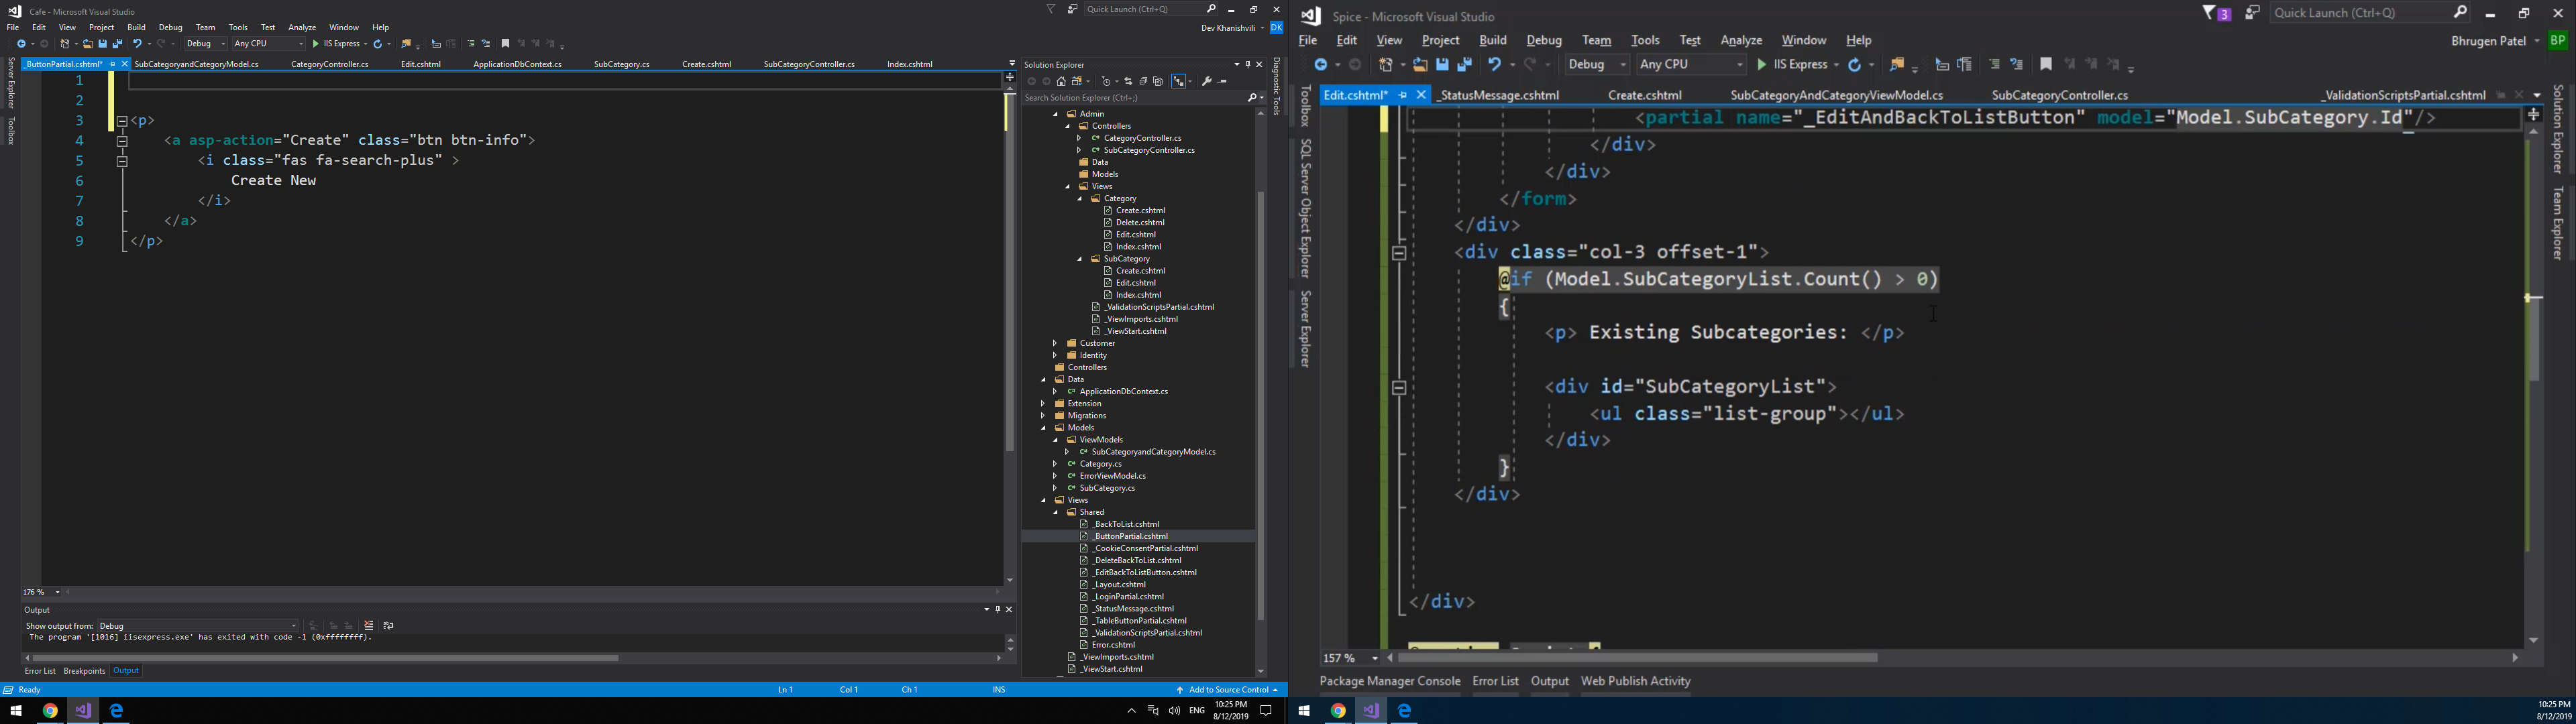 Cafe - Microsoft Visual Studio
Quick Launch (Ctrl+Q)
File Edit View Project Build Debug Team Tools Test Analyze Window Help
Dev Khanishvili DK
Debug Any CPU IIS Express
Server Explorer
Toolbox
_ButtonPartial.cshtml* SubCategoryandCategoryModel.cs CategoryController.cs Edit.cshtml ApplicationDbContext.cs SubCategory.cs Create.cshtml SubCategoryController.cs Index.cshtml
1
2
3 <p>
4 <a asp-action="Create" class="btn btn-info">
5 <i class="fas fa-search-plus" >
6 Create New
7 </i>
8 </a>
9 </p>
176 %
Output
Show output from: Debug
The program '[1016] iisexpress.exe' has exited with code -1 (0xffffffff).
Error List Breakpoints Output
Ready Ln 1 Col 1 Ch 1 INS Add to Source Control
Solution Explorer
Search Solution Explorer (Ctrl+;)
Admin
Controllers
CategoryController.cs
SubCategoryController.cs
Data
Models
Views
Category
Create.cshtml
Delete.cshtml
Edit.cshtml
Index.cshtml
SubCategory
Create.cshtml
Edit.cshtml
Index.cshtml
_ValidationScriptsPartial.cshtml
_ViewImports.cshtml
_ViewStart.cshtml
Customer
Identity
Controllers
Data
ApplicationDbContext.cs
Extension
Migrations
Models
ViewModels
SubCategoryandCategoryModel.cs
Category.cs
ErrorViewModel.cs
SubCategory.cs
Views
Shared
_BackToList.cshtml
_ButtonPartial.cshtml
_CookieConsentPartial.cshtml
_DeleteBackToList.cshtml
_EditBackToListButton.cshtml
_Layout.cshtml
_LoginPartial.cshtml
_StatusMessage.cshtml
_TableButtonPartial.cshtml
_ValidationScriptsPartial.cshtml
Error.cshtml
_ViewImports.cshtml
_ViewStart.cshtml
Diagnostic Tools
ENG
10:25 PM
8/12/2019
Spice - Microsoft Visual Studio
3 Quick Launch (Ctrl+Q)
File Edit View Project Build Debug Team Tools Test Analyze Window Help
Bhrugen Patel BP
Debug Any CPU IIS Express
Edit.cshtml* _StatusMessage.cshtml Create.cshtml SubCategoryAndCategoryViewModel.cs SubCategoryController.cs _ValidationScriptsPartial.cshtml
Toolbox
SQL Server Object Explorer
Server Explorer
<partial name="_EditAndBackToListButton" model="Model.SubCategory.Id"/>
</div>
</div>
</form>
</div>
<div class="col-3 offset-1">
@if (Model.SubCategoryList.Count() > 0)
{
<p> Existing Subcategories: </p>
<div id="SubCategoryList">
<ul class="list-group"></ul>
</div>
}
</div>
</div>
157 %
Package Manager Console Error List Output Web Publish Activity
Solution Explorer
Team Explorer
10:25 PM
8/12/2019